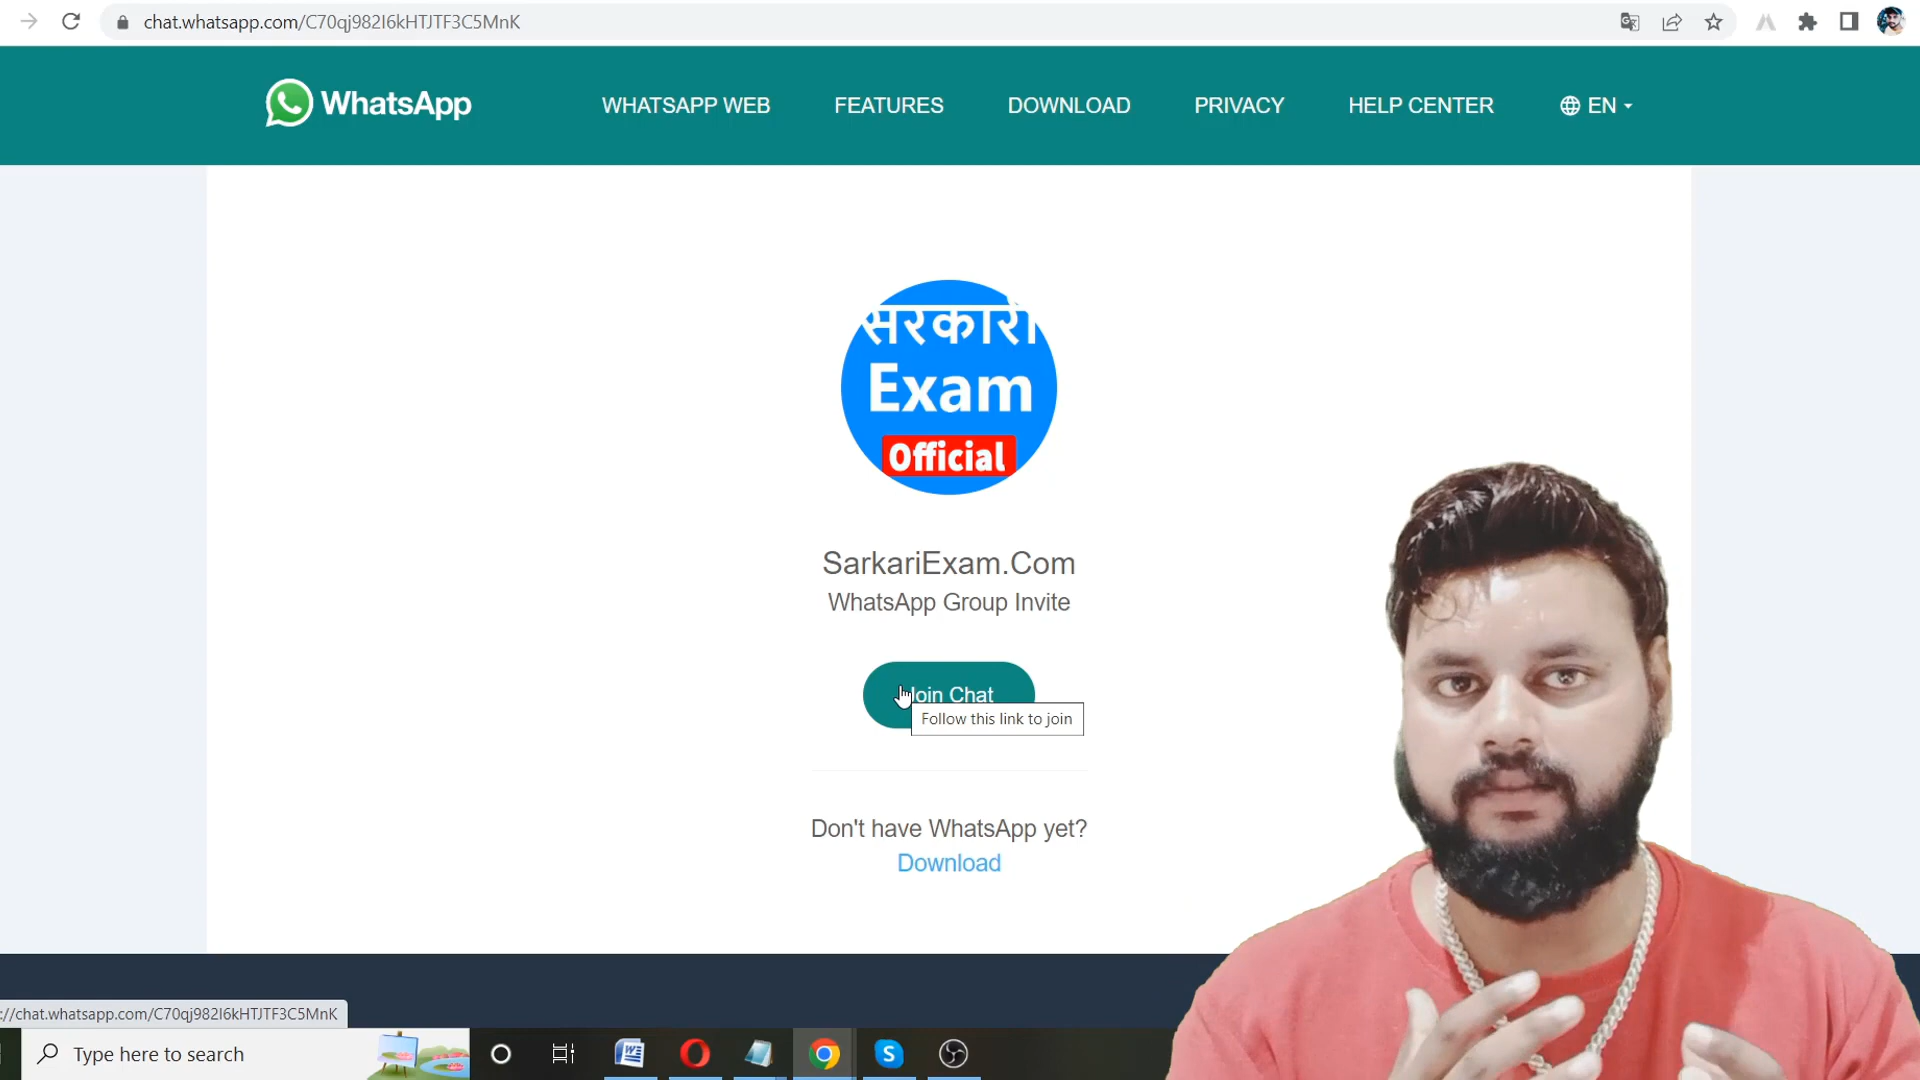 chat.whatsapp.com/C70qj982I6kHTJTF3C5MnK
WhatsApp
WHATSAPP WEB
FEATURES
DOWNLOAD
PRIVACY
HELP CENTER
EN
सरकारी
Exam
Official
SarkariExam.Com
WhatsApp Group Invite
Join Chat
Follow this link to join
Don't have WhatsApp yet?
Download
://chat.whatsapp.com/C70qj982I6kHTJTF3C5MnK
Type here to search